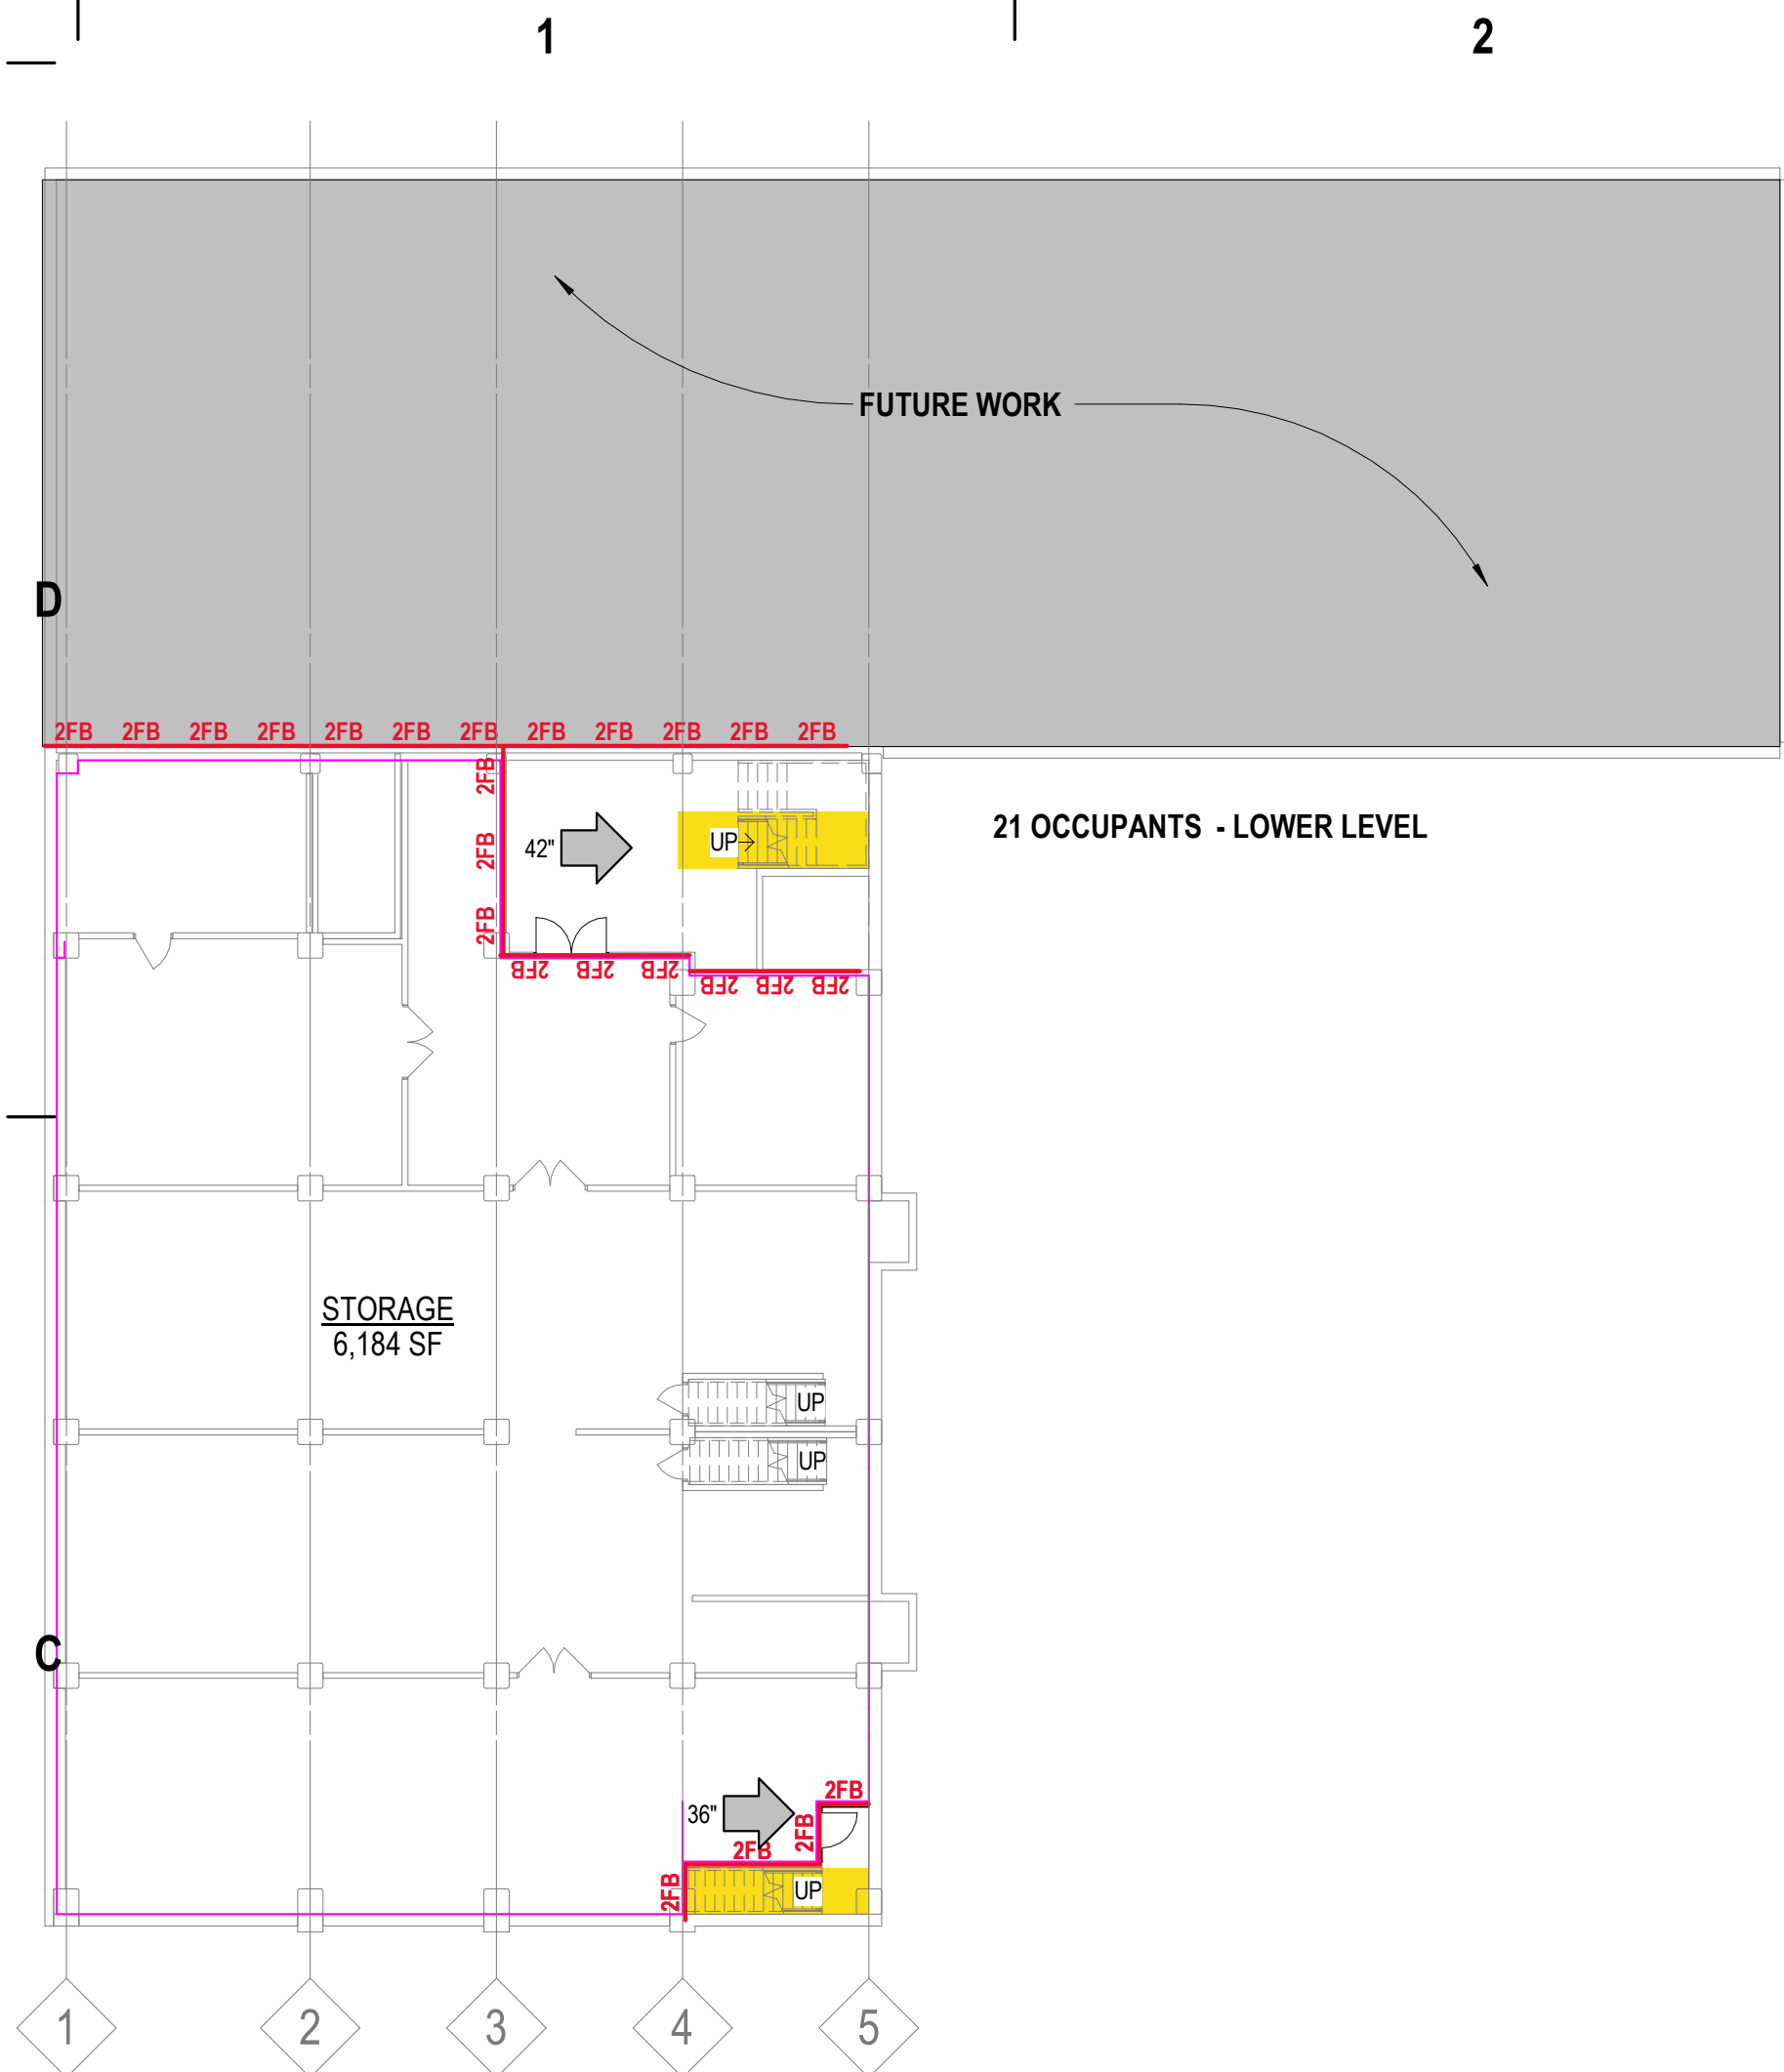 1 2
FUTURE WORK
D
2FB 2FB 2FB 2FB 2FB 2FB 2FB 2FB 2FB 2FB 2FB 2FB
2FB
21 OCCUPANTS - LOWER LEVEL
42"
UP
2FB
2FB
2FB 2FB 2FB
2FB 2FB 2FB
STORAGE
6,184 SF
UP
UP
C
2FB
36"
2FB
2FB
2FB
UP
1 2 3 4 5